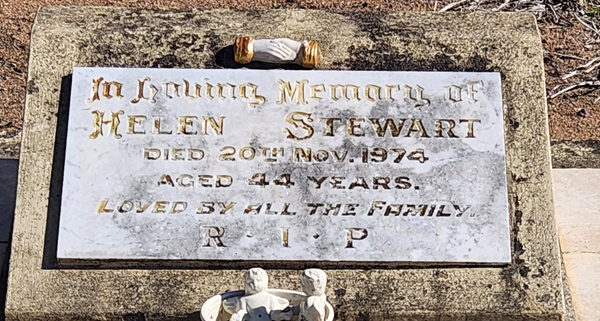 In Loving Memory of
HELEN STEWART
DIED 20TH NOV. 1974
AGED 44 YEARS.
LOVED BY ALL THE FAMILY.
R · I · P